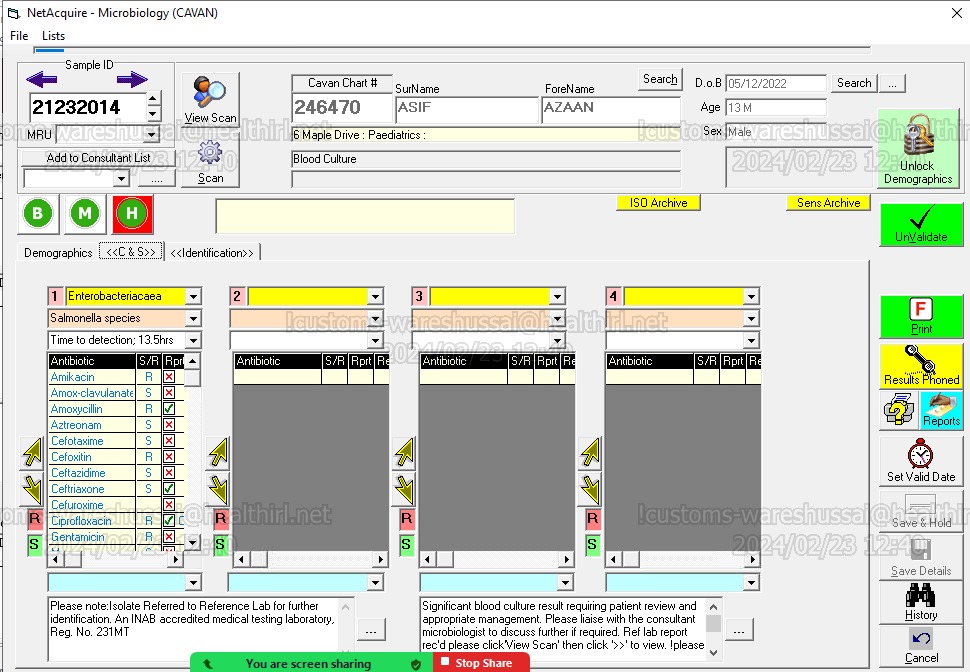 NetAcquire - Microbiology (CAVAN)
File Lists
Sample ID
21232014
MRU
Add to Consultant List
....
View Scan
Scan
Cavan Chart # SurName ForeName Search
246470 ASIF AZAAN
6 Maple Drive : Paediatrics :
Blood Culture
D.o.B 05/12/2022 Search ...
Age 13 M
Sex Male
Unlock Demographics
B M H
ISO Archive Sens Archive
UnValidate
Demographics <<C & S>> <<Identification>>
1 Enterobacteriacaea 2 3 4
Salmonella species
Time to detection; 13.5hrs
Antibiotic S/R Rprt
Amikacin R
Amox-clavulanate S
Amoxycillin R
Aztreonam S
Cefotaxime S
Cefoxitin R
Ceftazidime S
Ceftriaxone S
Cefuroxime
Ciprofloxacin R C
Gentamicin R
Antibiotic S/R Rprt Re
Antibiotic S/R Rprt Re
Antibiotic S/R Rprt Re
R R R R
S S S S
Print
Results Phoned
Reports
Set Valid Date
Save & Hold
Save Details
History
Cancel
Please note:Isolate Referred to Reference Lab for further
identification. An INAB accredited medical testing laboratory,
Reg. No. 231MT
...
Significant blood culture result requiring patient review and
appropriate management. Please liaise with the consultant
microbiologist to discuss further if required. Ref lab report
rec'd please click'View Scan' then click '>>' to view. !please
...
You are screen sharing Stop Share
lcustoms-wareshussai@healthirl.net
2024/02/23 12:40